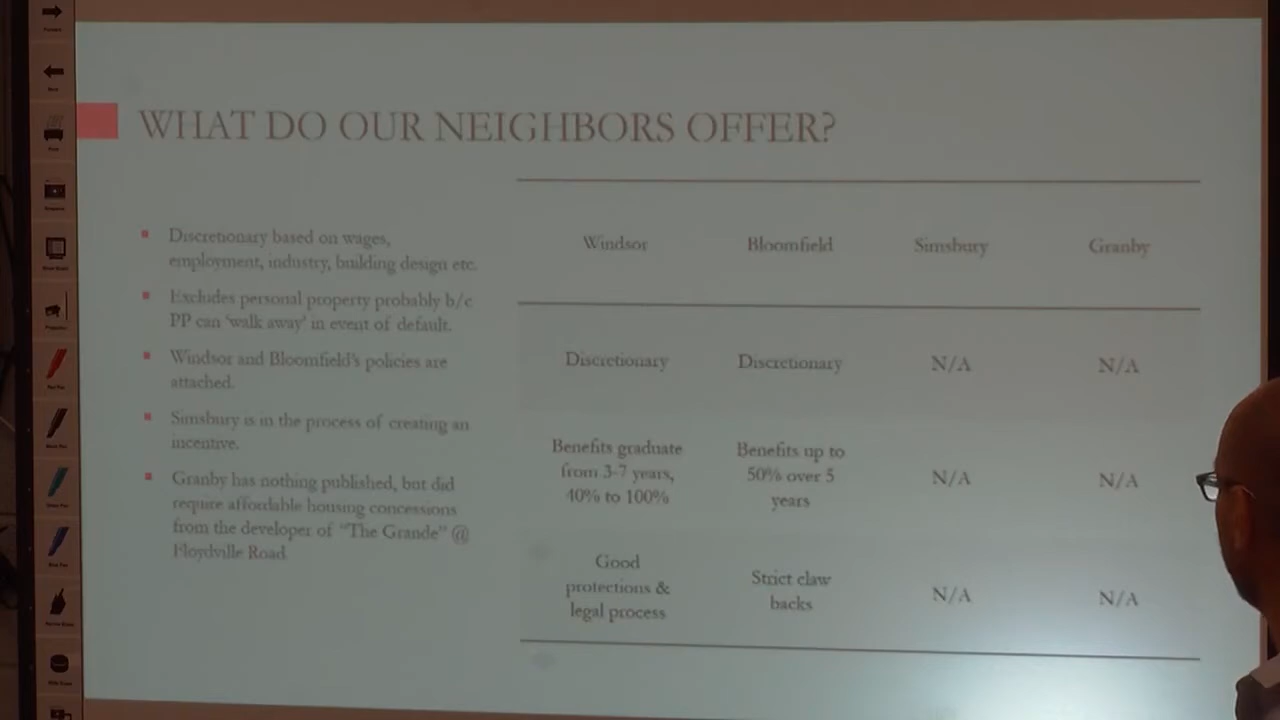 WHAT DO OUR NEIGHBORS OFFER?
Discretionary based on wages,
employment, industry, building design etc.
Excludes personal property probably b/c
PP can 'walk away' in event of default.
Windsor and Bloomfield's policies are
attached.
Simsbury is in the process of creating an
incentive.
Granby has nothing published, but did
require affordable housing concessions
from the developer of "The Grande" @
Floydville Road
Windsor Bloomfield Simsbury Granby
Discretionary Discretionary N/A N/A
Benefits graduate
from 3-7 years,
40% to 100%
Benefits up to
50% over 5
years
N/A N/A
Good
protections &
legal process
Strict claw
backs
N/A N/A